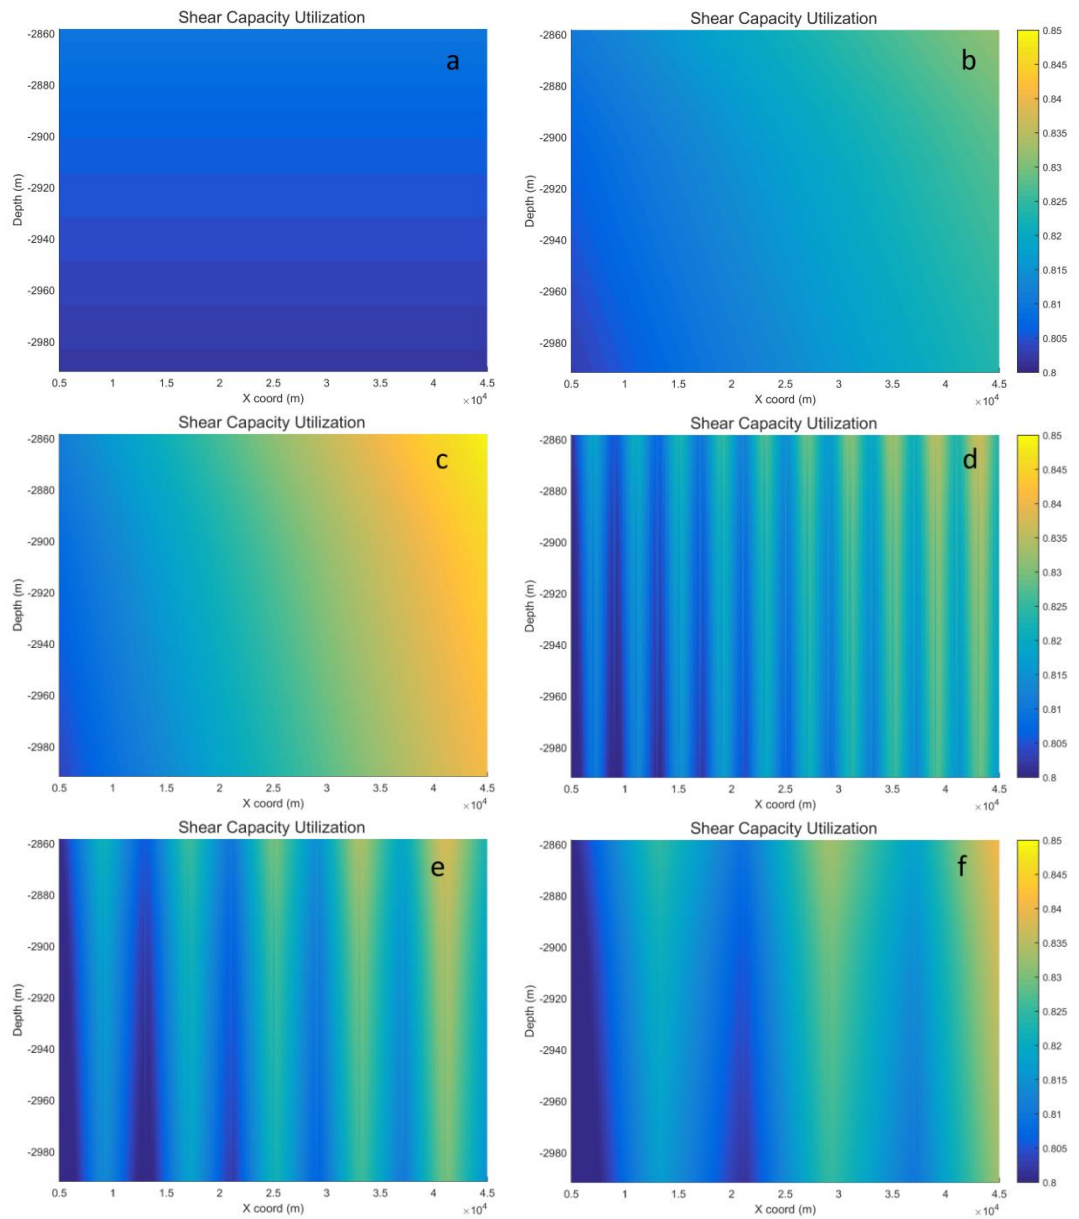 Shear Capacity Utilization
a
-2860
-2880
-2900
-2920
-2940
-2960
-2980
Depth (m)
0.5 1 1.5 2 2.5 3 3.5 4 4.5
X coord (m)
×10⁴
Shear Capacity Utilization
b
-2860
-2880
-2900
-2920
-2940
-2960
-2980
Depth (m)
0.5 1 1.5 2 2.5 3 3.5 4 4.5
X coord (m)
×10⁴
0.85
0.845
0.84
0.835
0.83
0.825
0.82
0.815
0.81
0.805
0.8
Shear Capacity Utilization
c
-2860
-2880
-2900
-2920
-2940
-2960
-2980
Depth (m)
0.5 1 1.5 2 2.5 3 3.5 4 4.5
X coord (m)
×10⁴
Shear Capacity Utilization
d
-2860
-2880
-2900
-2920
-2940
-2960
-2980
Depth (m)
0.5 1 1.5 2 2.5 3 3.5 4 4.5
X coord (m)
×10⁴
0.85
0.845
0.84
0.835
0.83
0.825
0.82
0.815
0.81
0.805
0.8
Shear Capacity Utilization
e
-2860
-2880
-2900
-2920
-2940
-2960
-2980
Depth (m)
0.5 1 1.5 2 2.5 3 3.5 4 4.5
X coord (m)
×10⁴
Shear Capacity Utilization
f
-2860
-2880
-2900
-2920
-2940
-2960
-2980
Depth (m)
0.5 1 1.5 2 2.5 3 3.5 4 4.5
X coord (m)
×10⁴
0.85
0.845
0.84
0.835
0.83
0.825
0.82
0.815
0.81
0.805
0.8